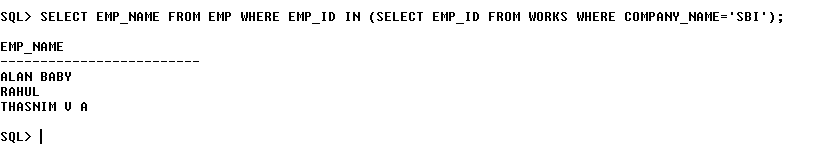 SQL> SELECT EMP_NAME FROM EMP WHERE EMP_ID IN (SELECT EMP_ID FROM WORKS WHERE COMPANY_NAME='SBI');
EMP_NAME
-------------------------
ALAN BABY
RAHUL
THASNIM V A
SQL>